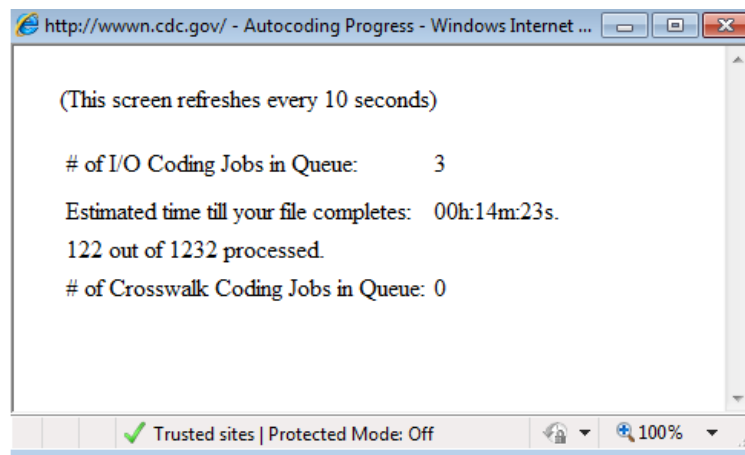 http://wwwn.cdc.gov/ - Autocoding Progress - Windows Internet ...
(This screen refreshes every 10 seconds)
# of I/O Coding Jobs in Queue: 3
Estimated time till your file completes: 00h:14m:23s.
122 out of 1232 processed.
# of Crosswalk Coding Jobs in Queue: 0
Trusted sites | Protected Mode: Off 100%